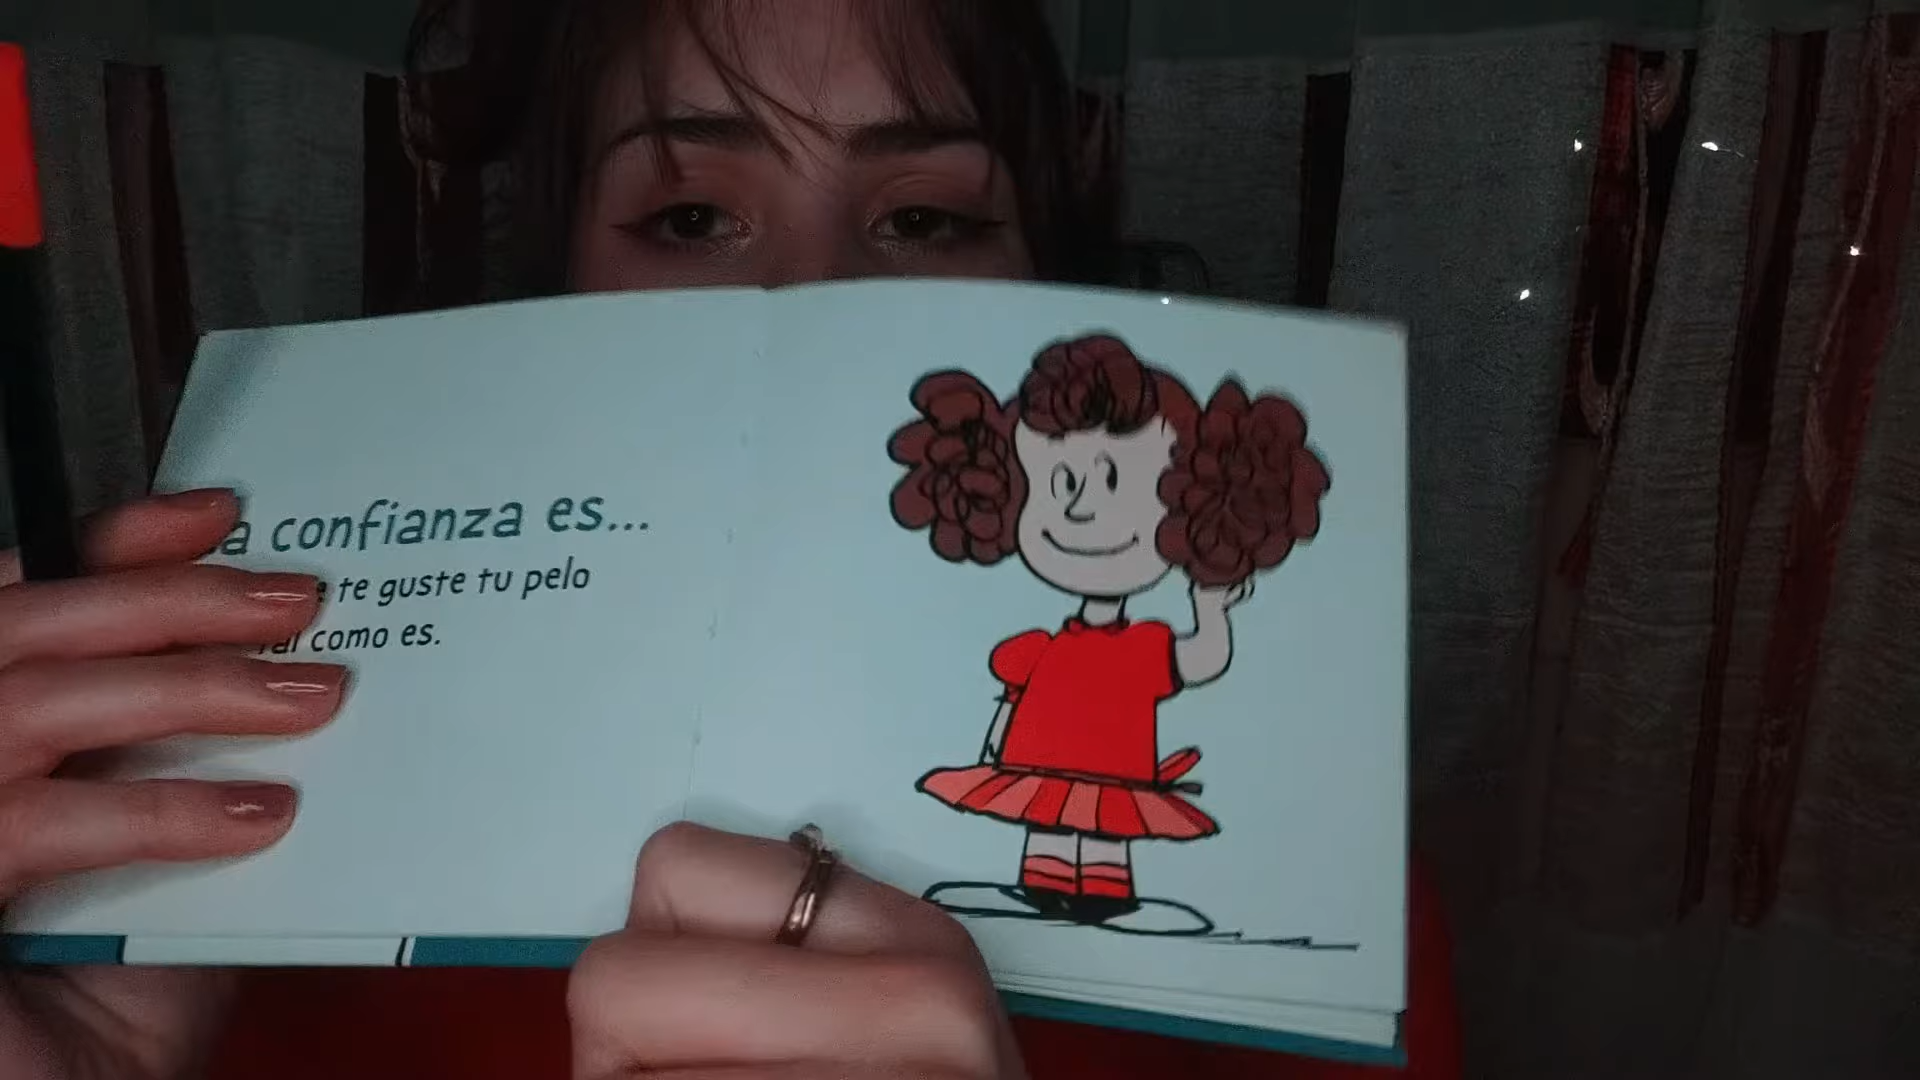 confianza es...
te guste tu pelo
como es.